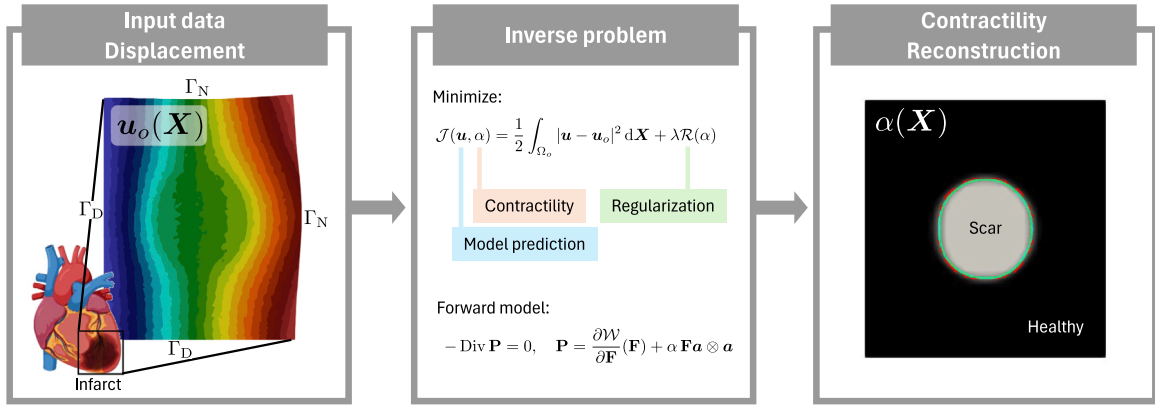 Input data
Displacement
Γ_N
u_o(X)
Γ_D
Γ_N
Γ_D
Infarct
Inverse problem
Minimize:
𝒥(u, α) = 1/2 ∫_{Ω_o} |u − u_o|² dX + λℛ(α)
Contractility
Regularization
Model prediction
Forward model:
− Div P = 0, P = ∂𝒲/∂F (F) + α Fa ⊗ a
Contractility
Reconstruction
α(X)
Scar
Healthy